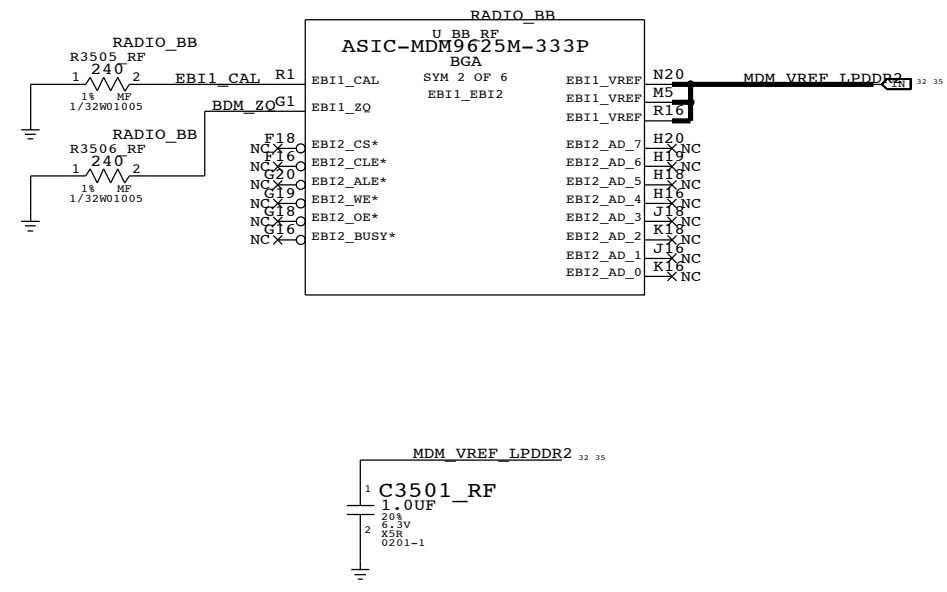 RADIO_BB
U_BB_RF
ASIC-MDM9625M-333P
BGA
SYM 2 OF 6
EBI1_EBI2
RADIO_BB
R3505_RF
240
1 2
1% MF
1/32W01005
EBI1_CAL R1 EBI1_CAL
BDM_ZQ G1 EBI1_ZQ
RADIO_BB
R3506_RF
240
1 2
1% MF
1/32W01005
NC F18 EBI2_CS*
NC F16 EBI2_CLE*
NC G20 EBI2_ALE*
NC G19 EBI2_WE*
NC G18 EBI2_OE*
NC G16 EBI2_BUSY*
EBI1_VREF N20 MDM_VREF_LPDDR2 IN 32 35
EBI1_VREF M5
EBI1_VREF R16
EBI2_AD_7 H20 NC
EBI2_AD_6 H19 NC
EBI2_AD_5 H18 NC
EBI2_AD_4 H16 NC
EBI2_AD_3 J18 NC
EBI2_AD_2 K18 NC
EBI2_AD_1 J16 NC
EBI2_AD_0 K16 NC
MDM_VREF_LPDDR2 32 35
1 C3501_RF
1.0UF
20%
6.3V
2 X5R
0201-1